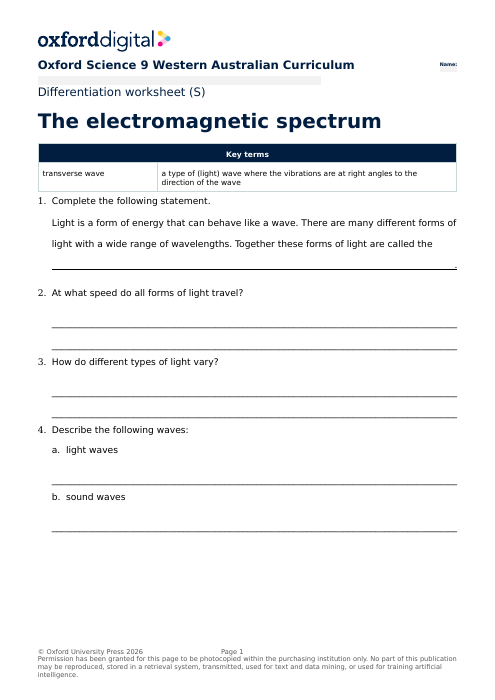 oxforddigital
Oxford Science 9 Western Australian Curriculum
Name:
Differentiation worksheet (S)
The electromagnetic spectrum
Key terms
transverse wave
a type of (light) wave where the vibrations are at right angles to the
direction of the wave
1. Complete the following statement.
Light is a form of energy that can behave like a wave. There are many different forms of
light with a wide range of wavelengths. Together these forms of light are called the
.
2. At what speed do all forms of light travel?
3. How do different types of light vary?
4. Describe the following waves:
a. light waves
b. sound waves
© Oxford University Press 2026 Page 1
Permission has been granted for this page to be photocopied within the purchasing institution only. No part of this publication
may be reproduced, stored in a retrieval system, transmitted, used for text and data mining, or used for training artificial
intelligence.